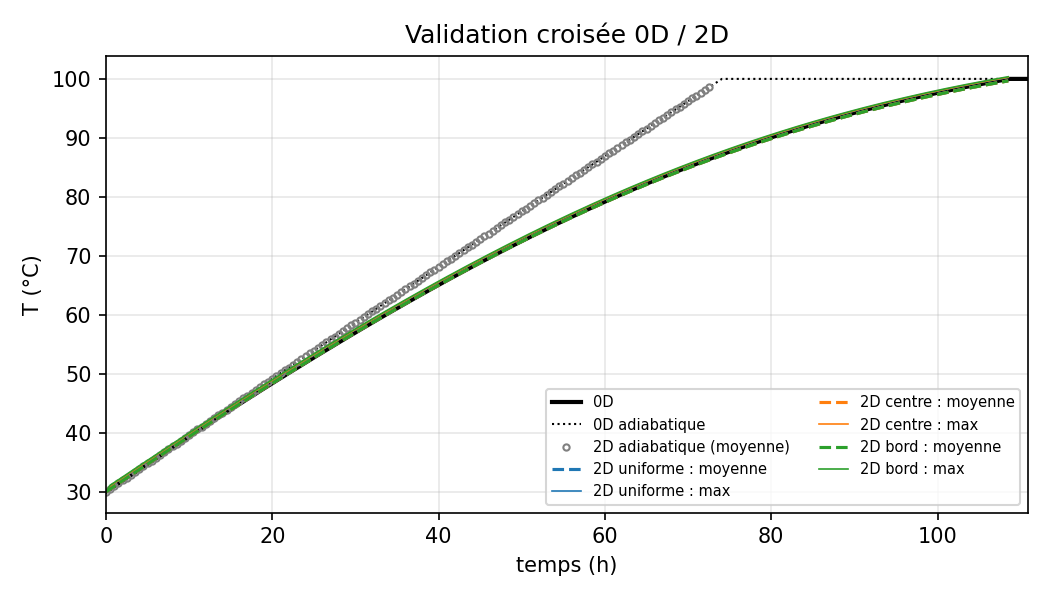 Validation croisée 0D / 2D
T (°C)
100
90
80
70
60
50
40
30
0D
0D adiabatique
2D adiabatique (moyenne)
2D uniforme : moyenne
2D uniforme : max
2D centre : moyenne
2D centre : max
2D bord : moyenne
2D bord : max
0 20 40 60 80 100
temps (h)